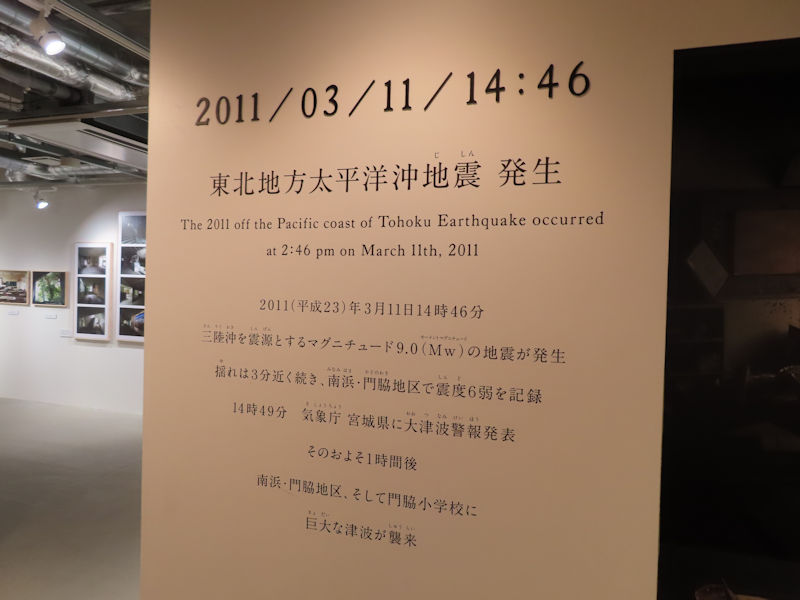 2011/03/11/14:46
東北地方太平洋沖地震 発生
The 2011 off the Pacific coast of Tohoku Earthquake occurred
at 2:46 pm on March 11th, 2011
2011(平成23)年3月11日14時46分
三陸沖を震源とするマグニチュード9.0(Mw)の地震が発生
揺れは3分近く続き、南浜・門脇地区で震度6弱を記録
14時49分 気象庁 宮城県に大津波警報発表
そのおよそ1時間後
南浜・門脇地区、そして門脇小学校に
巨大な津波が襲来